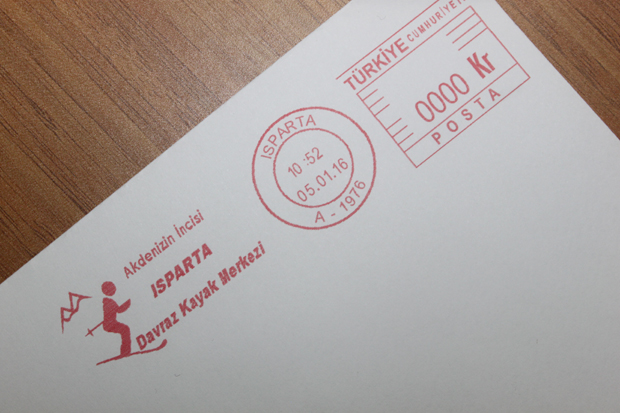 TÜRKİYE CUMHURİYETİ
0000 Kr
POSTA
ISPARTA
10:52
05.01.16
A - 1976
Akdenizin İncisi
ISPARTA
Davraz Kayak Merkezi